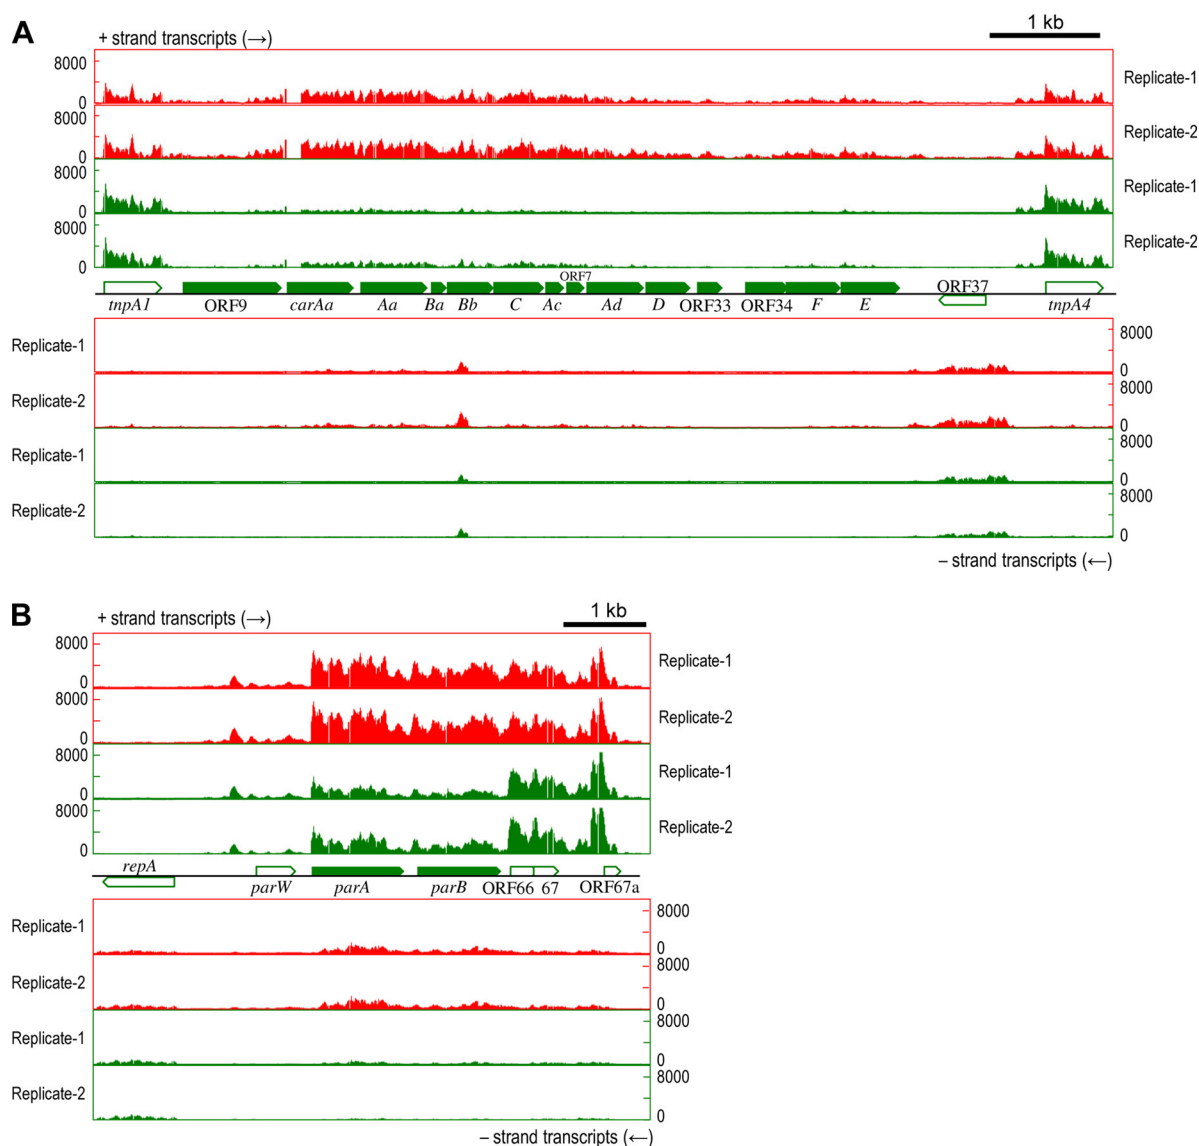 A
+ strand transcripts (→)
1 kb
8000
0
Replicate-1
8000
0
Replicate-2
8000
0
Replicate-1
8000
0
Replicate-2
ORF7
ORF37
tnpA1 ORF9 carAa Aa Ba Bb C Ac Ad D ORF33 ORF34 F E tnpA4
Replicate-1
8000
0
Replicate-2
8000
0
Replicate-1
8000
0
Replicate-2
8000
0
– strand transcripts (←)
B
+ strand transcripts (→)
1 kb
8000
0
Replicate-1
8000
0
Replicate-2
8000
0
Replicate-1
8000
0
Replicate-2
repA
parW parA parB ORF66 67 ORF67a
Replicate-1
8000
0
Replicate-2
8000
0
Replicate-1
8000
0
Replicate-2
8000
0
– strand transcripts (←)